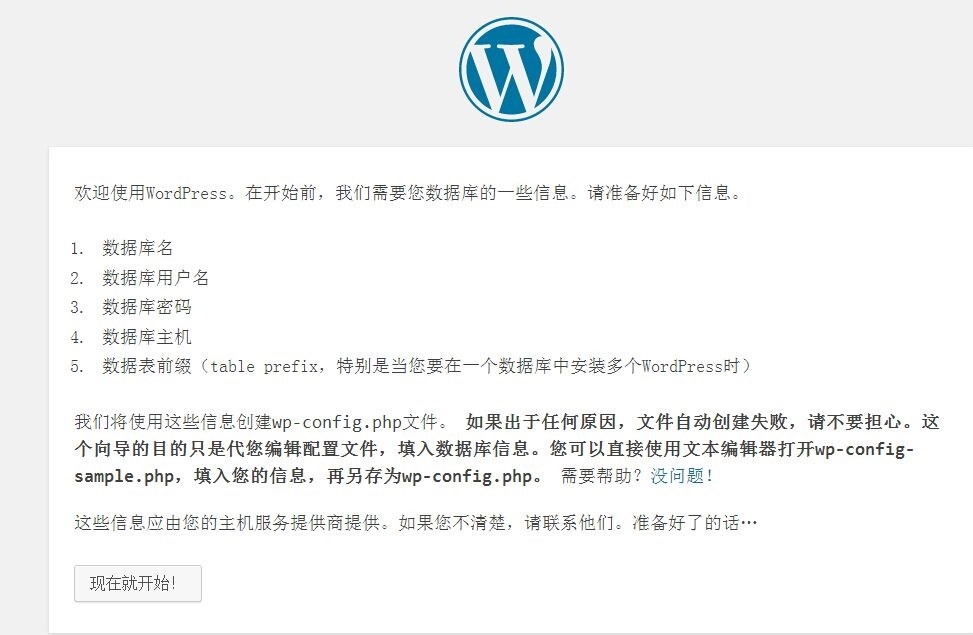 欢迎使用WordPress。在开始前，我们需要您数据库的一些信息。请准备好如下信息。
1. 数据库名
2. 数据库用户名
3. 数据库密码
4. 数据库主机
5. 数据表前缀（table prefix，特别是当您要在一个数据库中安装多个WordPress时）
我们将使用这些信息创建wp-config.php文件。 如果出于任何原因，文件自动创建失败，请不要担心。这
个向导的目的只是代您编辑配置文件，填入数据库信息。您可以直接使用文本编辑器打开wp-config-
sample.php，填入您的信息，再另存为wp-config.php。 需要帮助？没问题！
这些信息应由您的主机服务提供商提供。如果您不清楚，请联系他们。准备好了的话…
现在就开始！